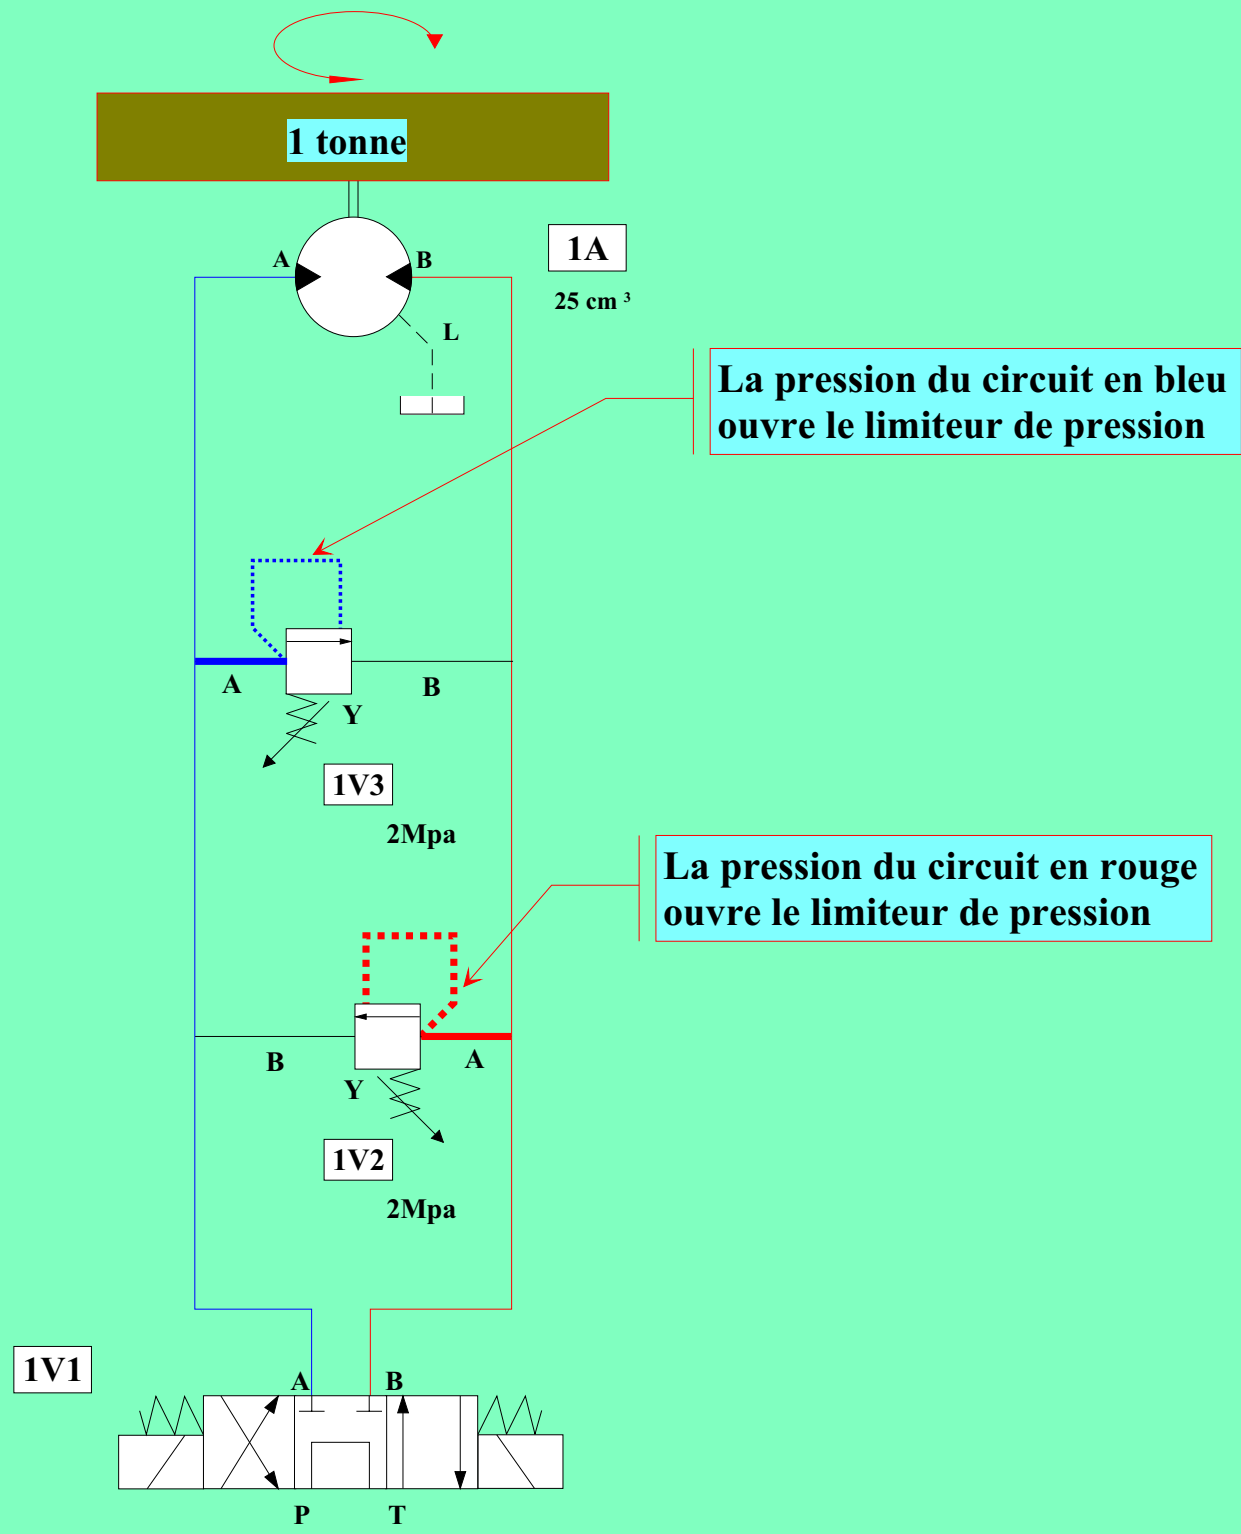 1 tonne
A
B
1A
25 cm ³
L
La pression du circuit en bleu
ouvre le limiteur de pression
A
B
Y
1V3
2Mpa
La pression du circuit en rouge
ouvre le limiteur de pression
B
A
Y
1V2
2Mpa
1V1
A
B
P
T